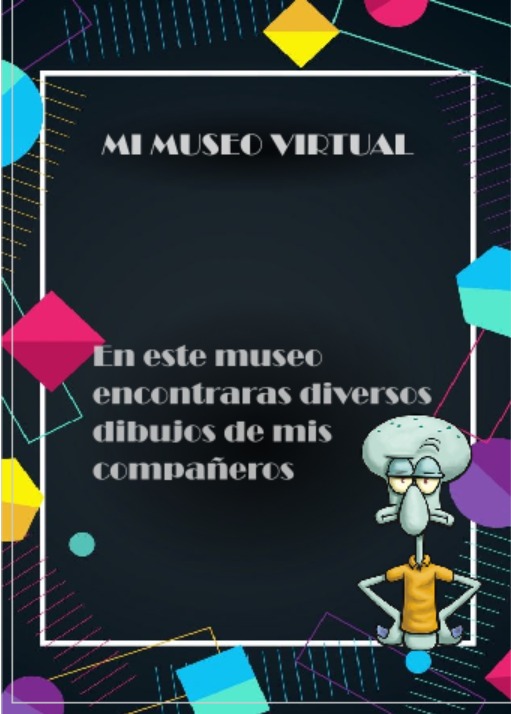 MI MUSEO VIRTUAL
En este museo
encontraras diversos
dibujos de mis
compañeros